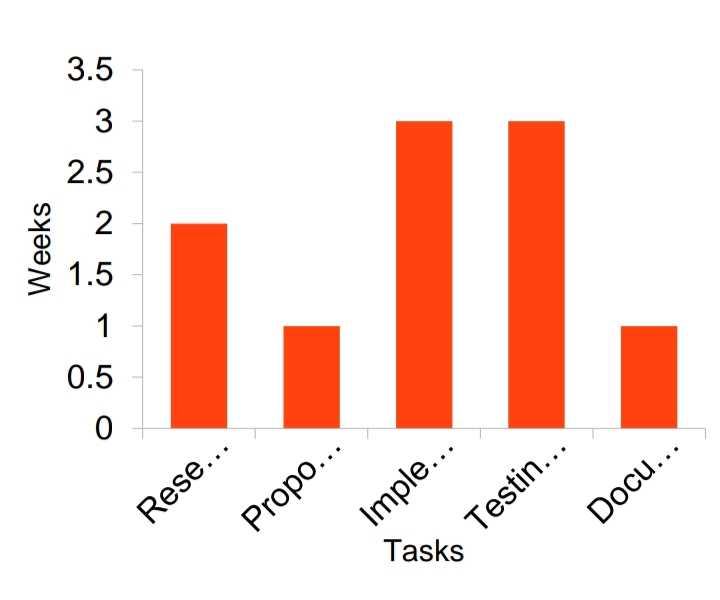 3.5
3
2.5
2
1.5
1
0.5
0
Weeks
Rese…
Propo…
Imple…
Testin…
Docu…
Tasks